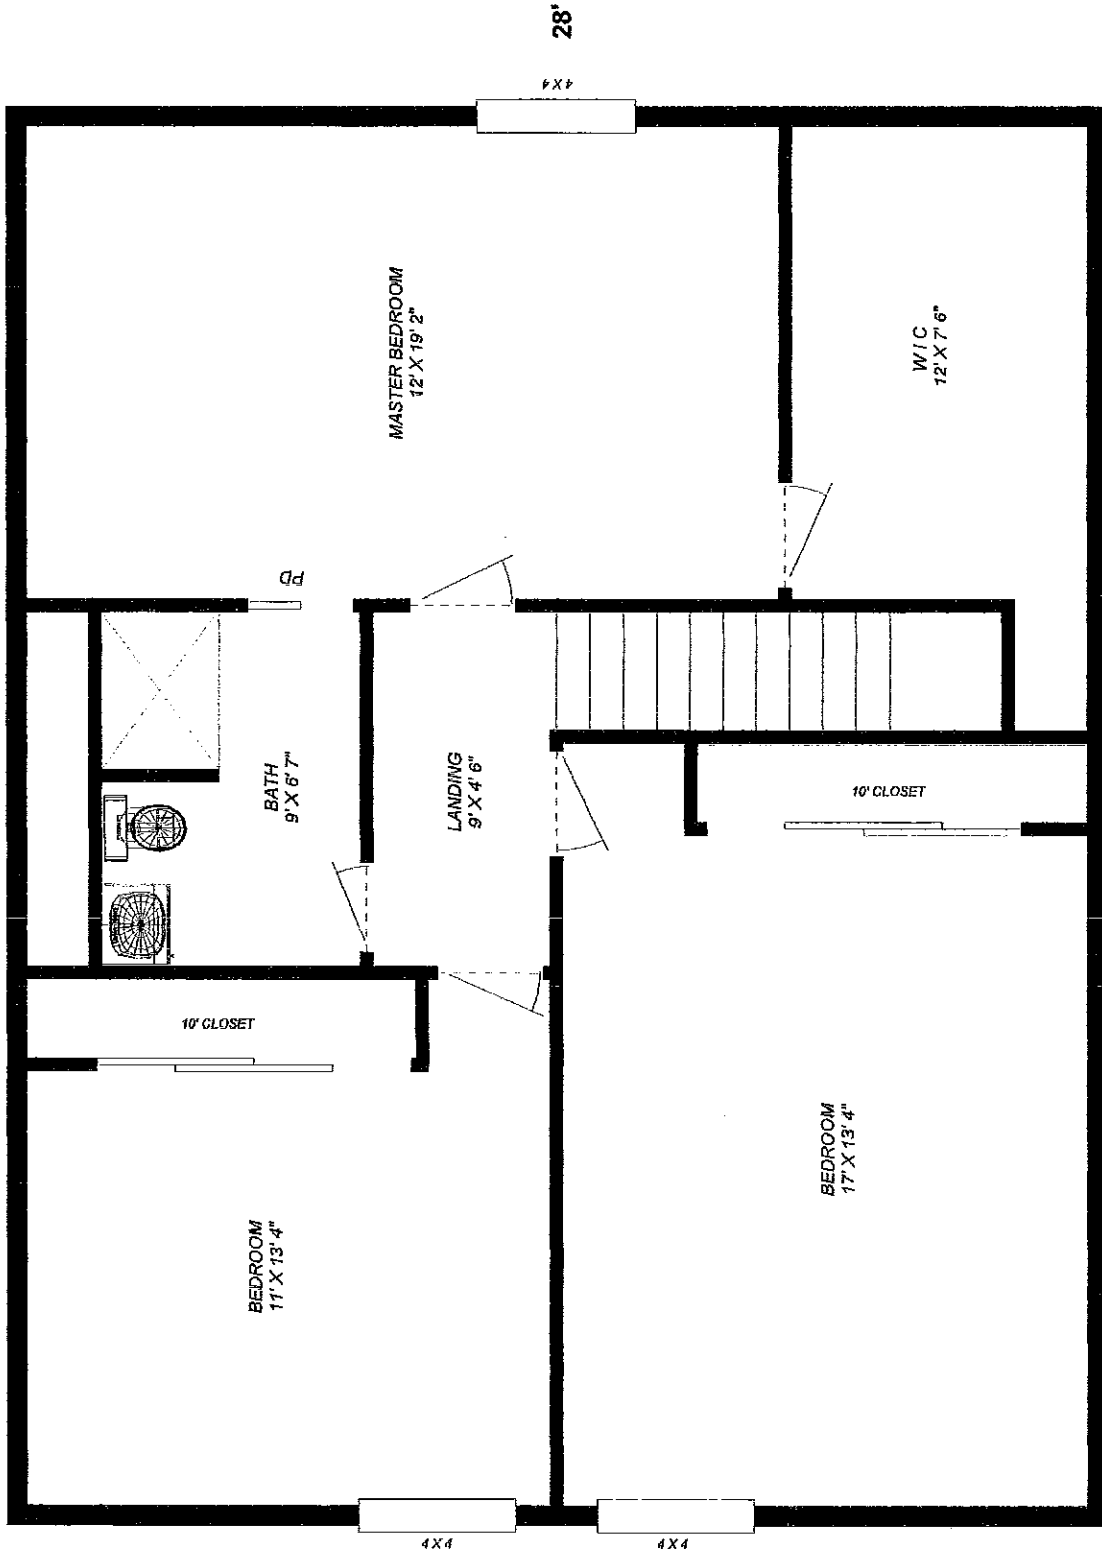 28'
4 X 4
MASTER BEDROOM
12' X 19' 2"
W I C
12' X 7' 6"
PD
BATH
9' X 6' 7"
LANDING
9' X 4' 6"
10' CLOSET
10' CLOSET
BEDROOM
11' X 13' 4"
BEDROOM
17' X 13' 4"
4 X 4
4 X 4